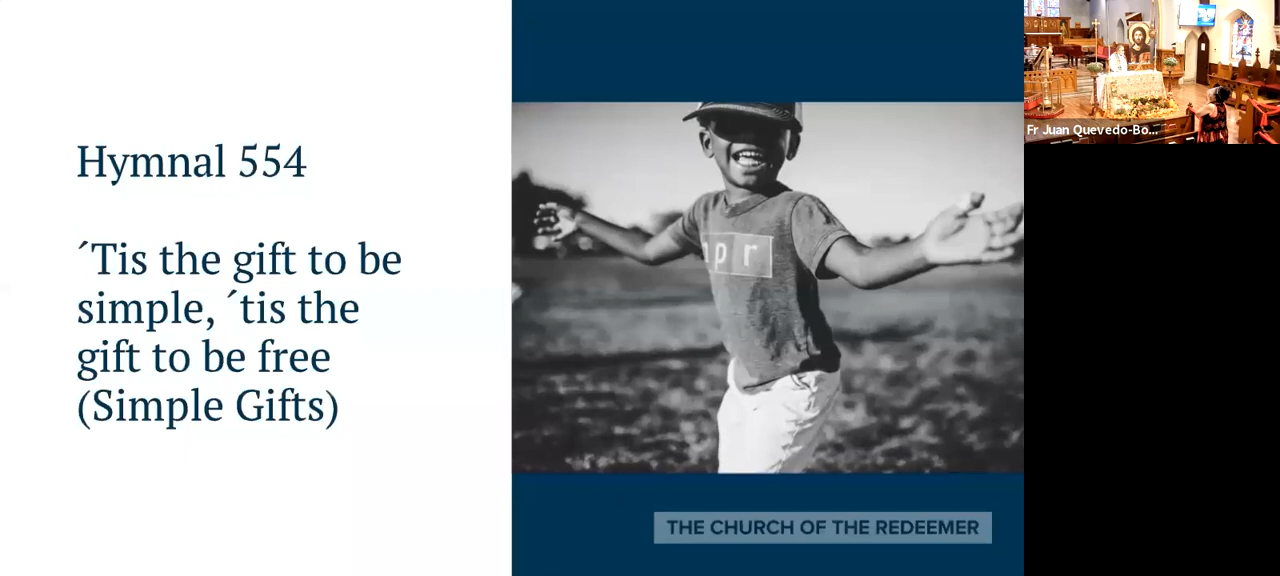 Hymnal 554
´Tis the gift to be
simple, ´tis the
gift to be free
(Simple Gifts)
p r
THE CHURCH OF THE REDEEMER
Fr Juan Quevedo-Bo...